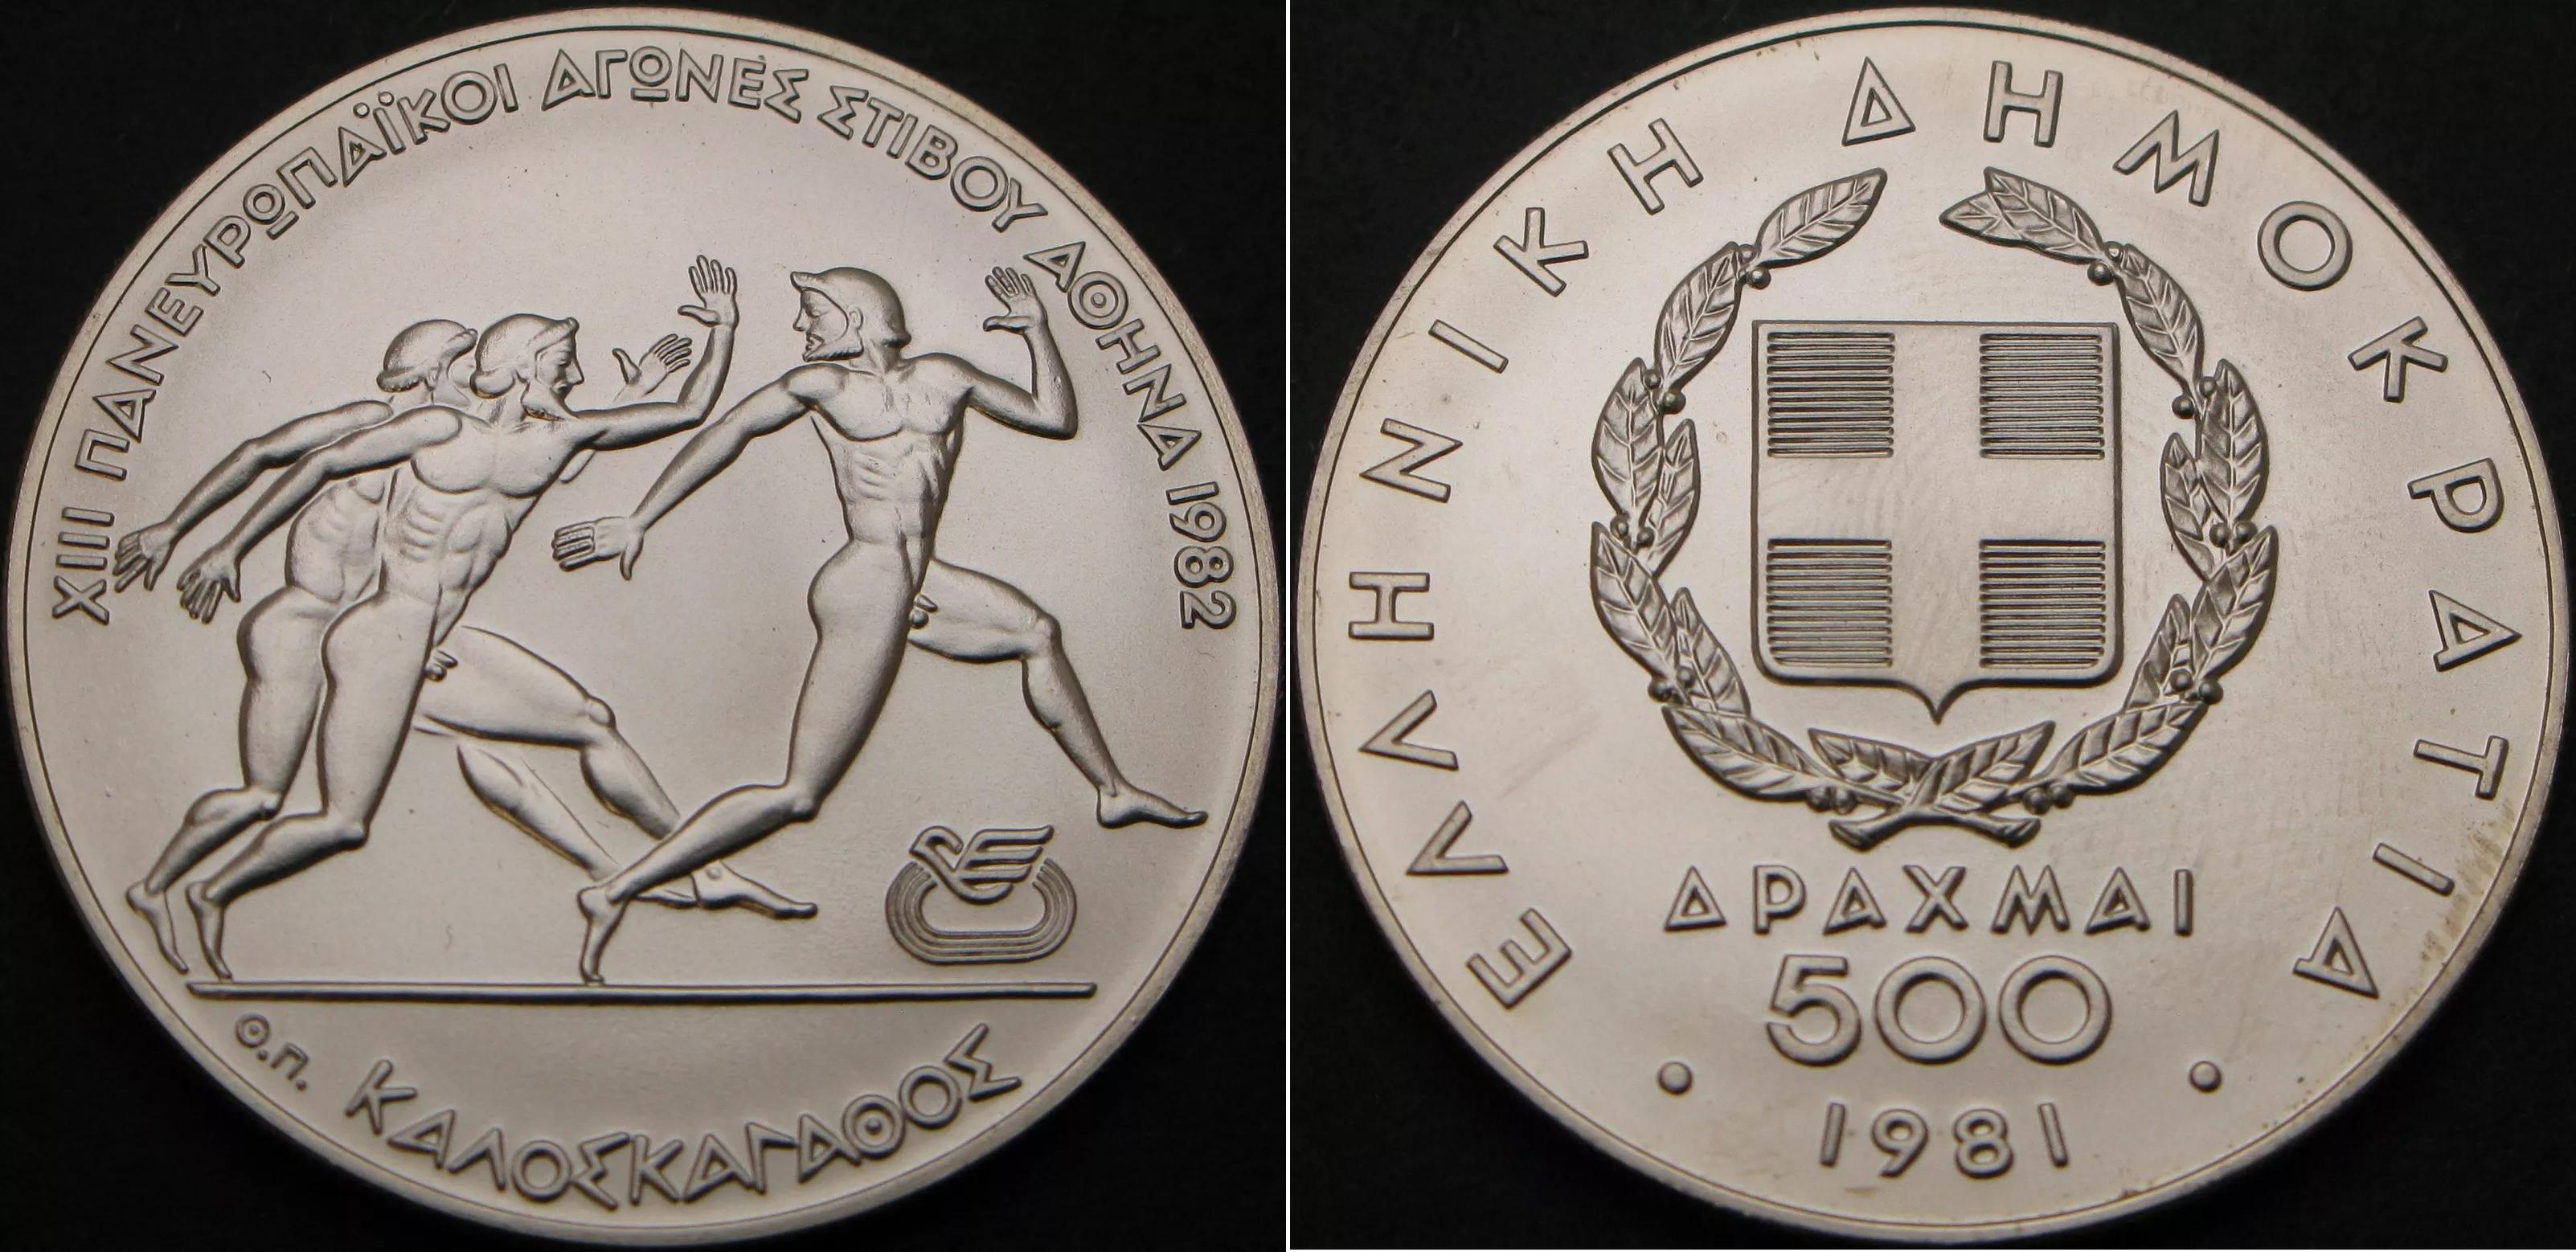 XIII ΠΑΝΕΥΡΩΠΑΪΚΟΙ ΑΓΩΝΕΣ ΣΤΙΒΟΥ ΑΘΗΝΑ 1982
Θ.Π.
ΚΑΛΟΣΚΑΓΑΘΟΣ
ΕΛΛΗΝΙΚΗ ΔΗΜΟΚΡΑΤΙΑ
ΔΡΑΧΜΑΙ
500
1981